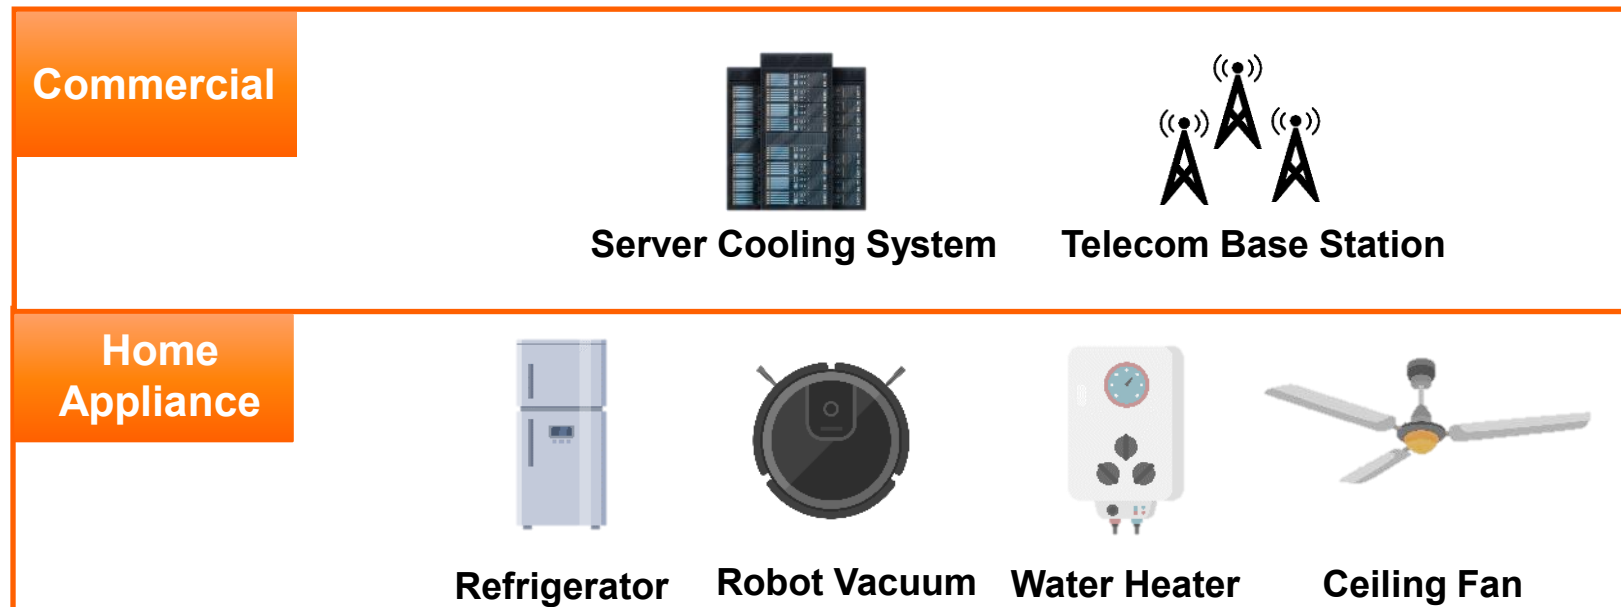 Commercial
Server Cooling System
Telecom Base Station
Home
Appliance
Refrigerator
Robot Vacuum
Water Heater
Ceiling Fan